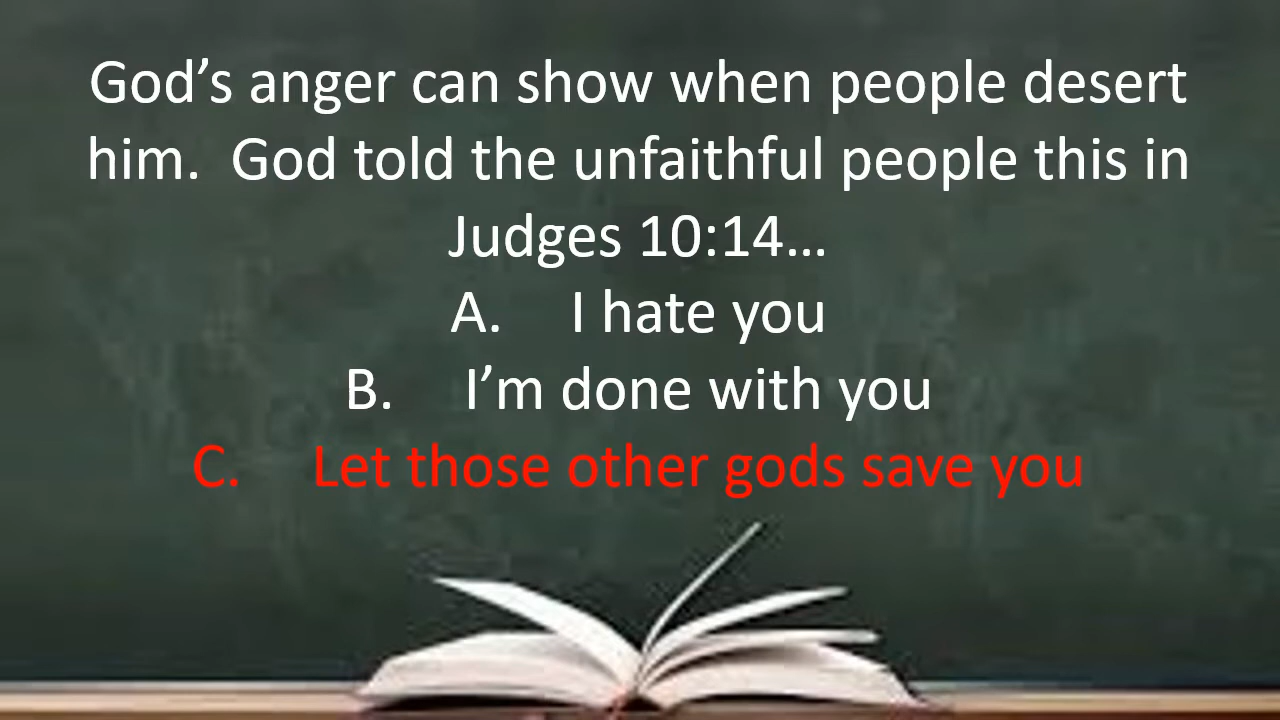 God’s anger can show when people desert
him.  God told the unfaithful people this in
Judges 10:14…
A.    I hate you
B.    I’m done with you
C.    Let those other gods save you